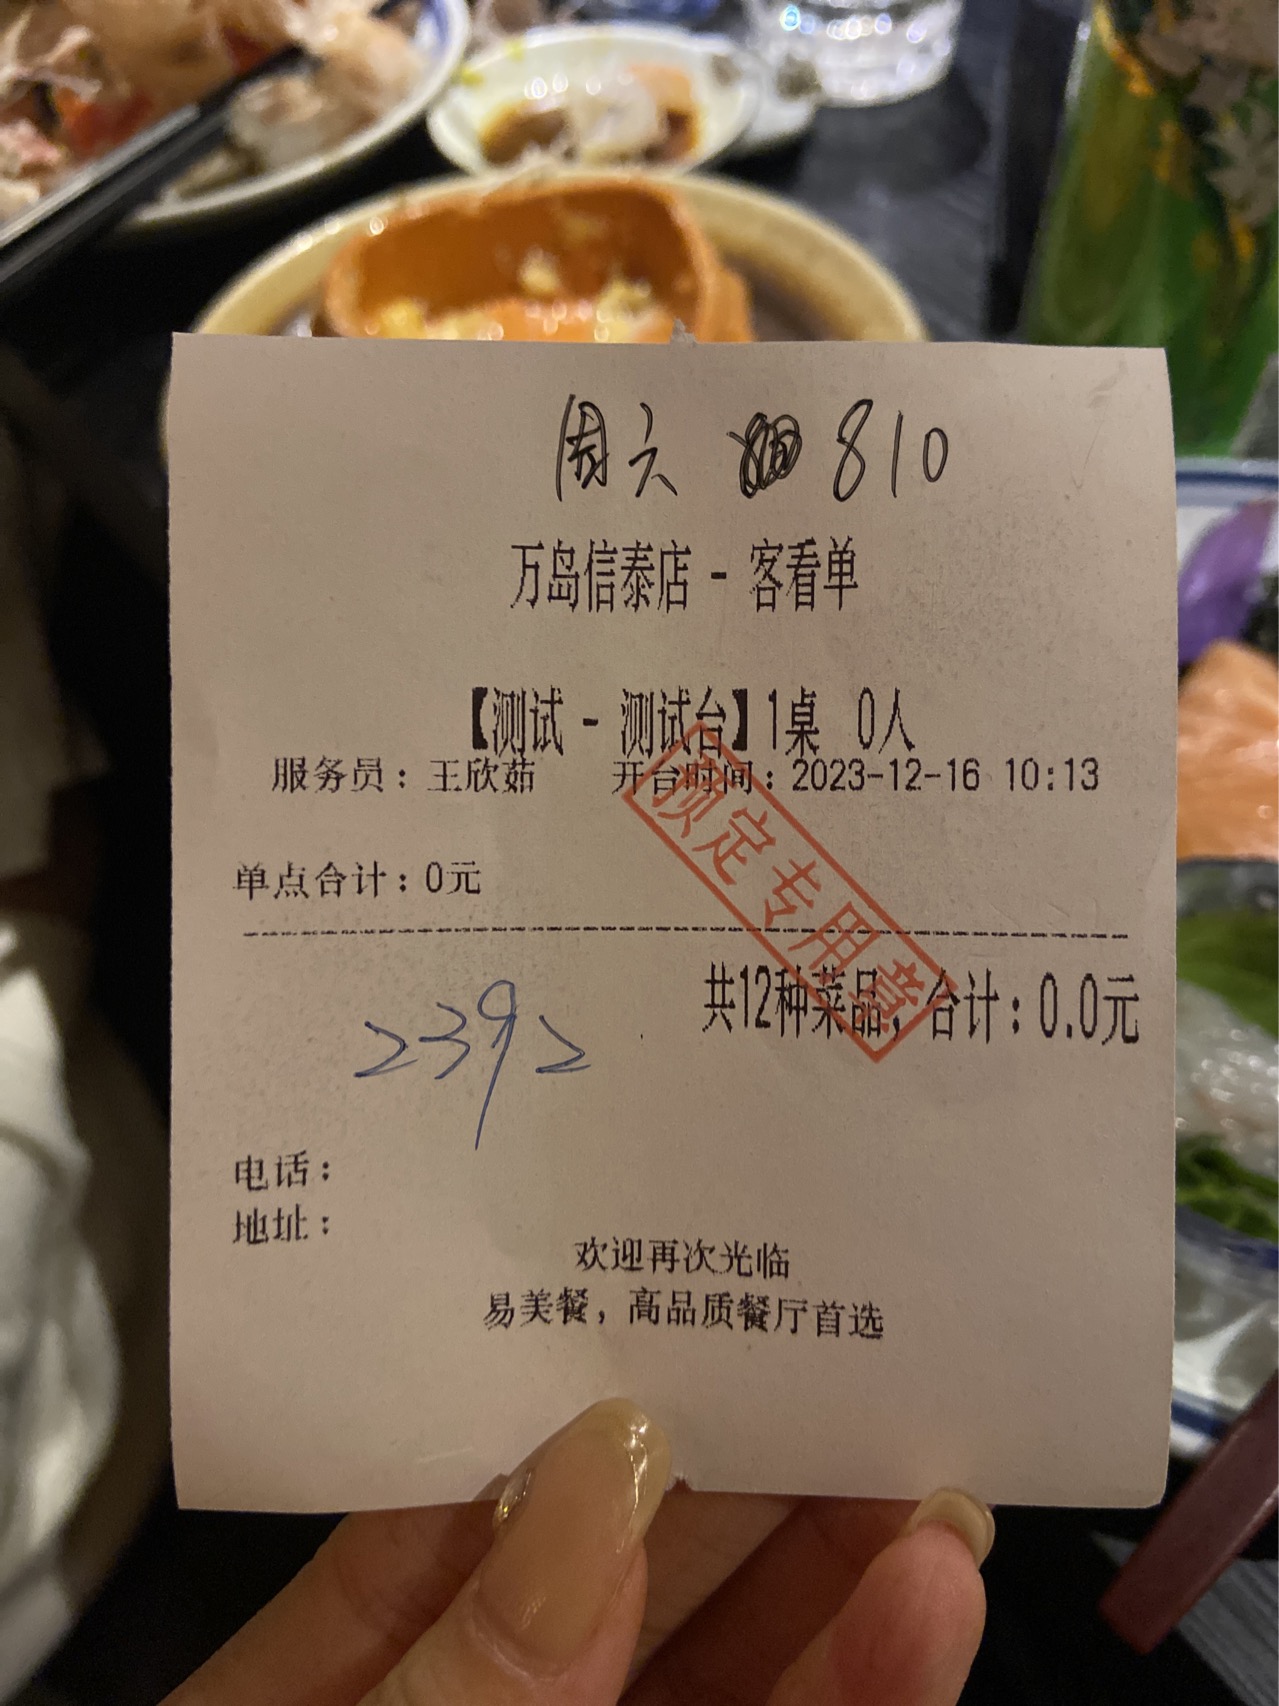 周六 810
万岛信泰店 - 客看单
【测试 - 测试台】1桌 0人
服务员：王欣茹 开台时间：2023-12-16 10:13
预定专用章
单点合计：0元
共12种菜品，合计：0.0元
2392
电话：
地址：
欢迎再次光临
易美餐，高品质餐厅首选